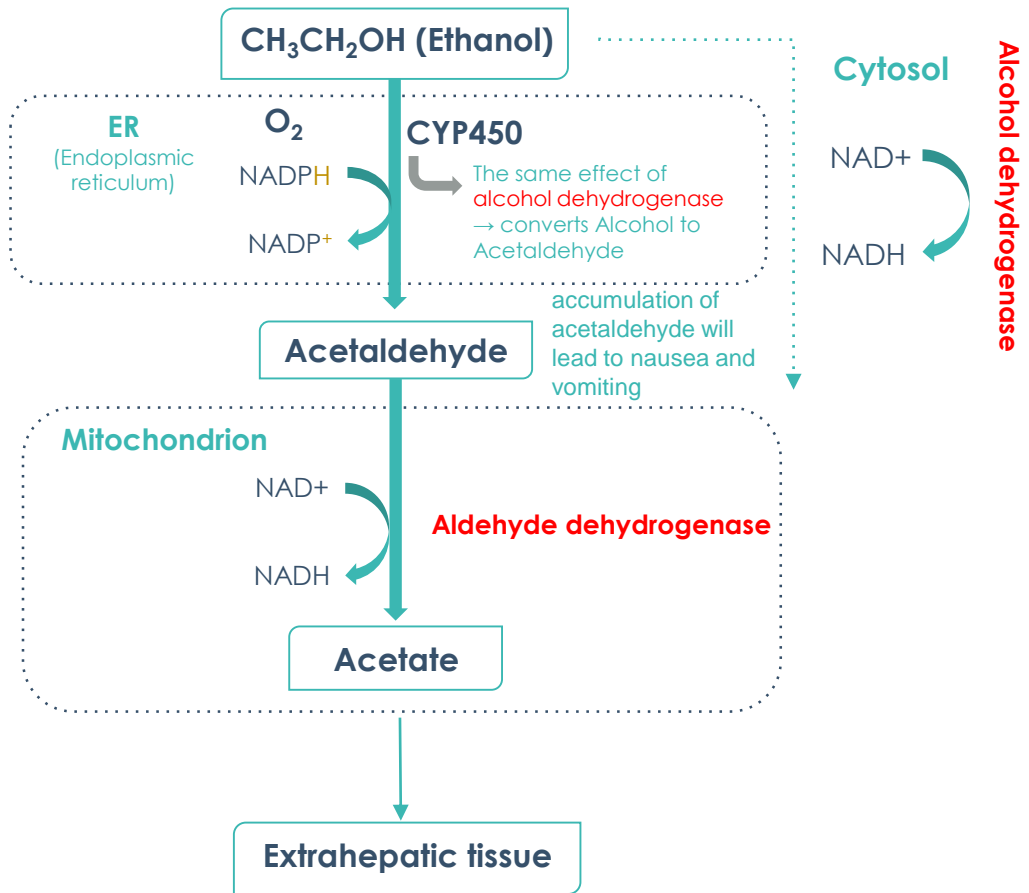 CH₃CH₂OH (Ethanol)
Cytosol
Alcohol dehydrogenase
NAD+
NADH
ER
(Endoplasmic
reticulum)
O₂
NADPH
NADP⁺
CYP450
The same effect of
alcohol dehydrogenase
→ converts Alcohol to
Acetaldehyde
Acetaldehyde
accumulation of
acetaldehyde will
lead to nausea and
vomiting
Mitochondrion
NAD+
NADH
Aldehyde dehydrogenase
Acetate
Extrahepatic tissue